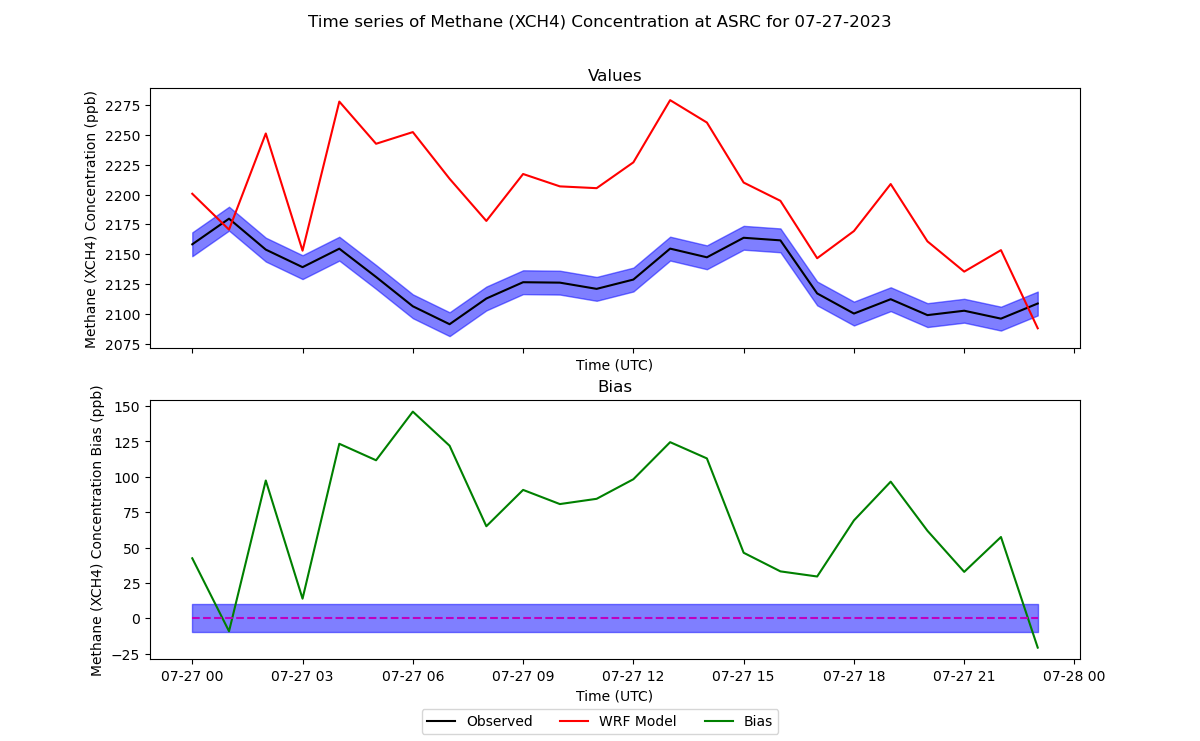 Time series of Methane (XCH4) Concentration at ASRC for 07-27-2023
Values
Methane (XCH4) Concentration (ppb)
2275
2250
2225
2200
2175
2150
2125
2100
2075
Time (UTC)
Bias
Methane (XCH4) Concentration Bias (ppb)
150
125
100
75
50
25
0
−25
07-27 00 07-27 03 07-27 06 07-27 09 07-27 12 07-27 15 07-27 18 07-27 21 07-28 00
Time (UTC)
Observed WRF Model Bias